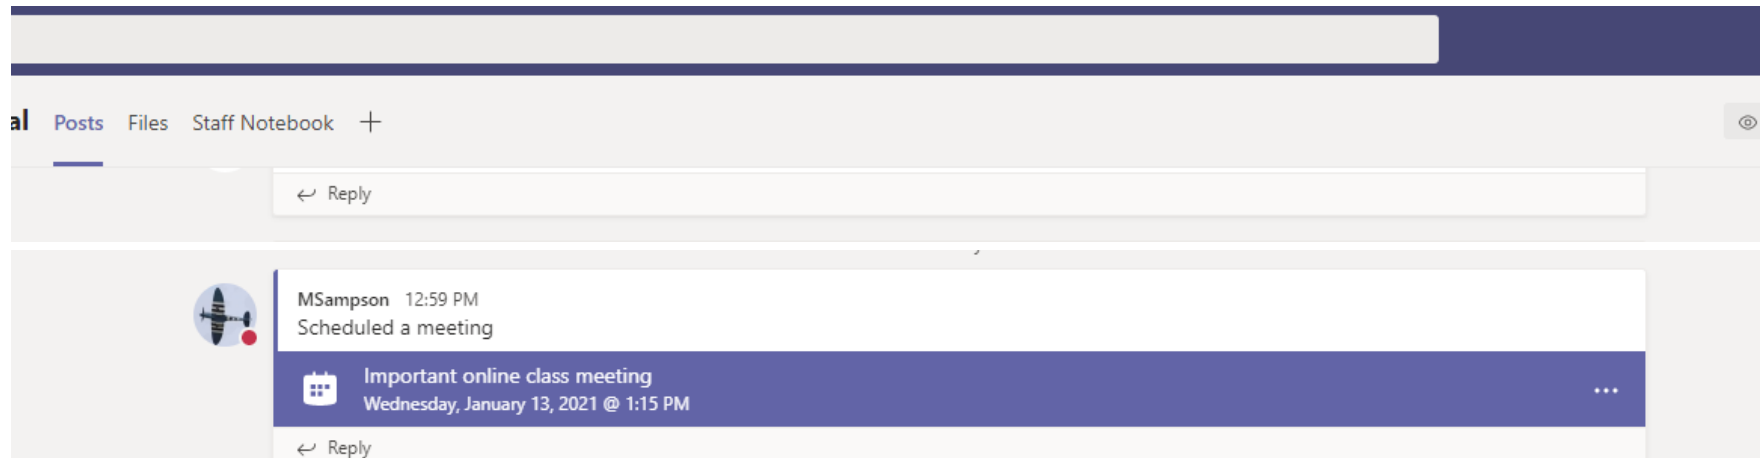 al Posts Files Staff Notebook
Reply
MSampson 12:59 PM
Scheduled a meeting
Important online class meeting
Wednesday, January 13, 2021 @ 1:15 PM
Reply